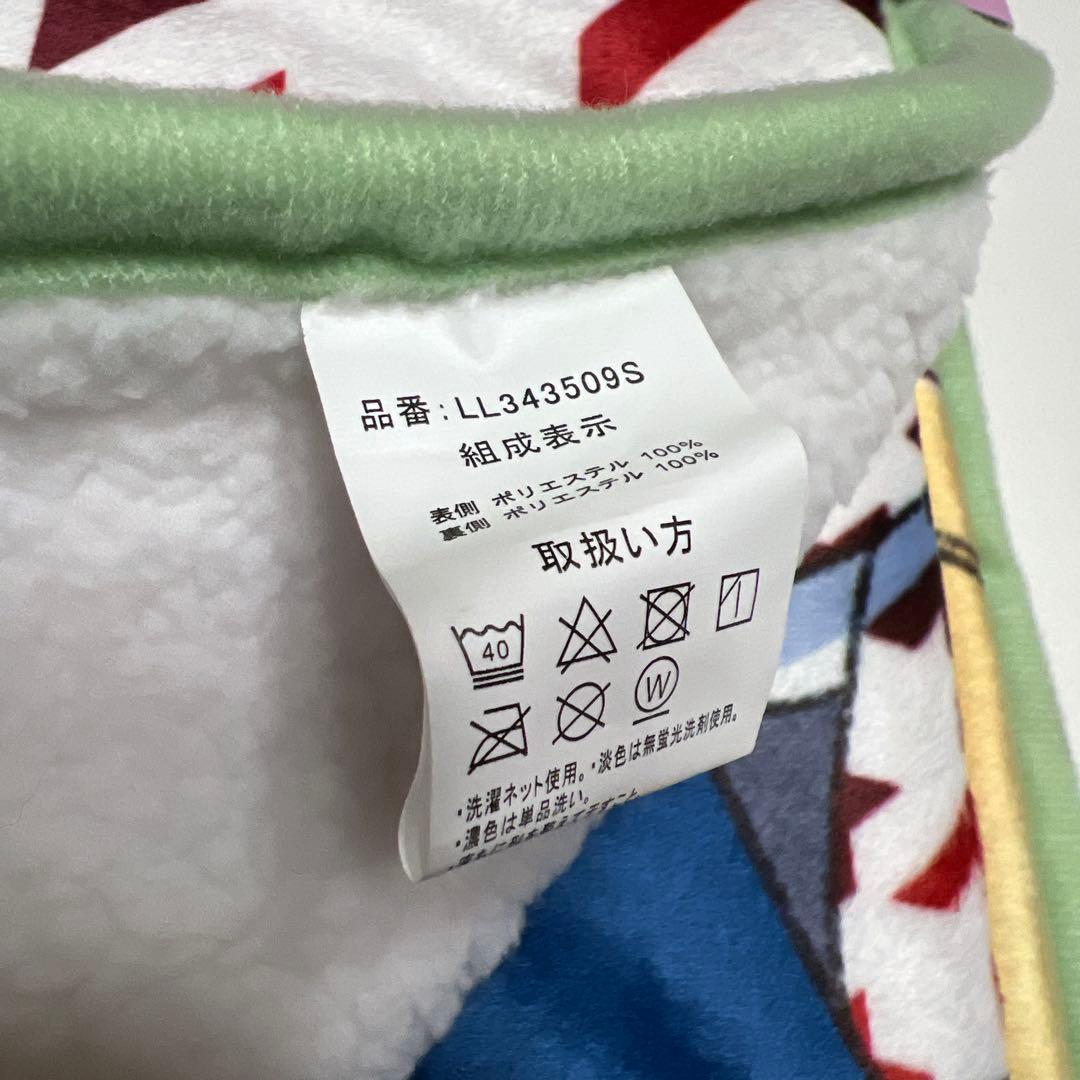 品番:LL343509S
組成表示
表側 ポリエステル 100%
裏側 ポリエステル 100%
取扱い方
40
W
・洗濯ネット使用。・淡色は無蛍光洗剤使用。
・濃色は単品洗い。